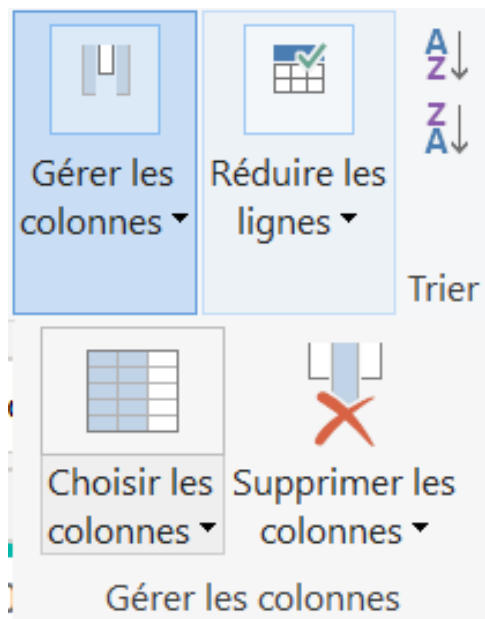 Gérer les
colonnes
Réduire les
lignes
A
Z
Z
A
Trier
Choisir les
colonnes
Supprimer les
colonnes
Gérer les colonnes